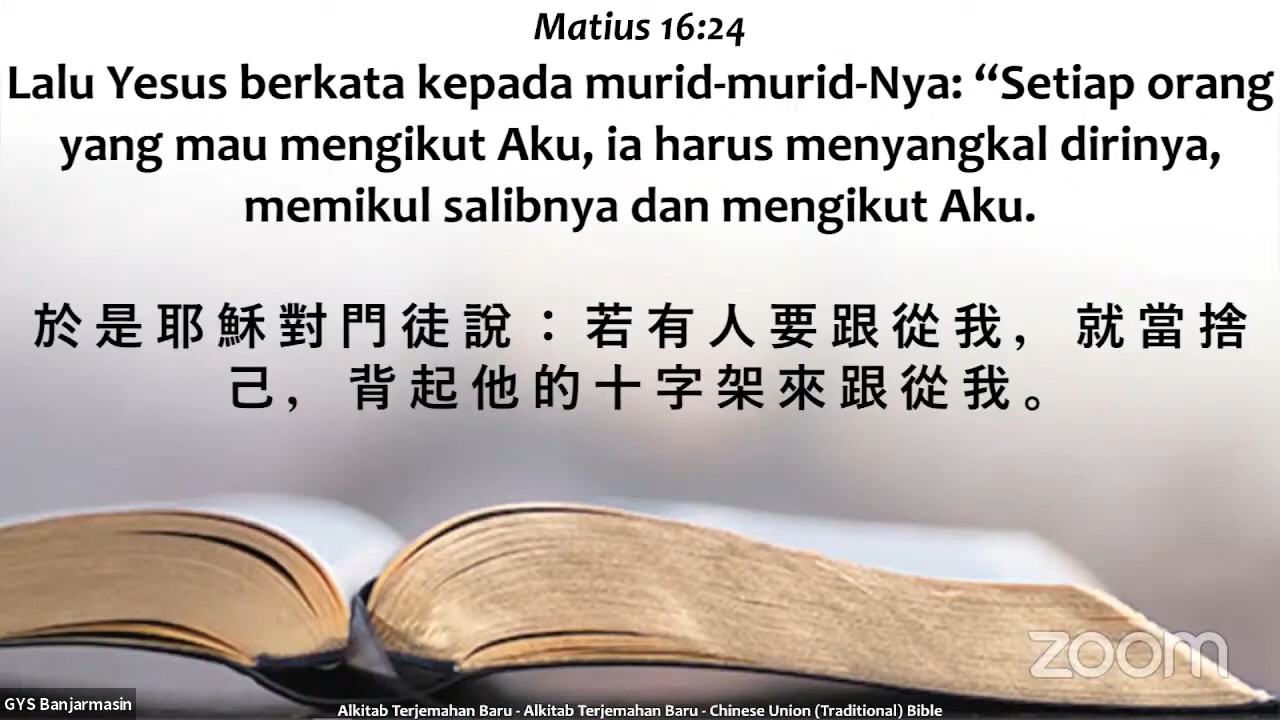 Matius 16:24
Lalu Yesus berkata kepada murid-murid-Nya: “Setiap orang
yang mau mengikut Aku, ia harus menyangkal dirinya,
memikul salibnya dan mengikut Aku.
於是耶穌對門徒說：若有人要跟從我，就當捨
己，背起他的十字架來跟從我。
zoom
GYS Banjarmasin
Alkitab Terjemahan Baru - Alkitab Terjemahan Baru - Chinese Union (Traditional) Bible